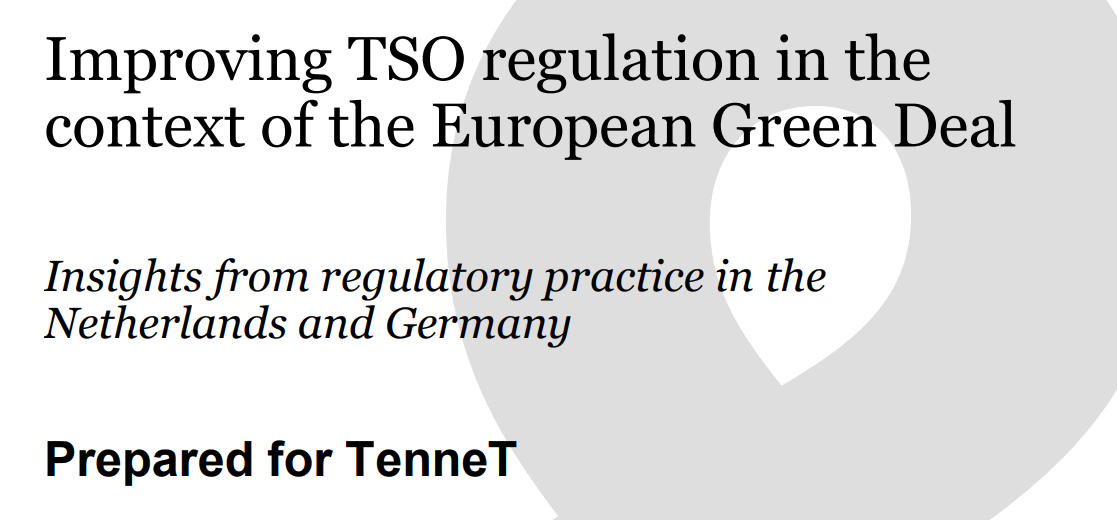 Improving TSO regulation in the
context of the European Green Deal
Insights from regulatory practice in the
Netherlands and Germany
Prepared for TenneT